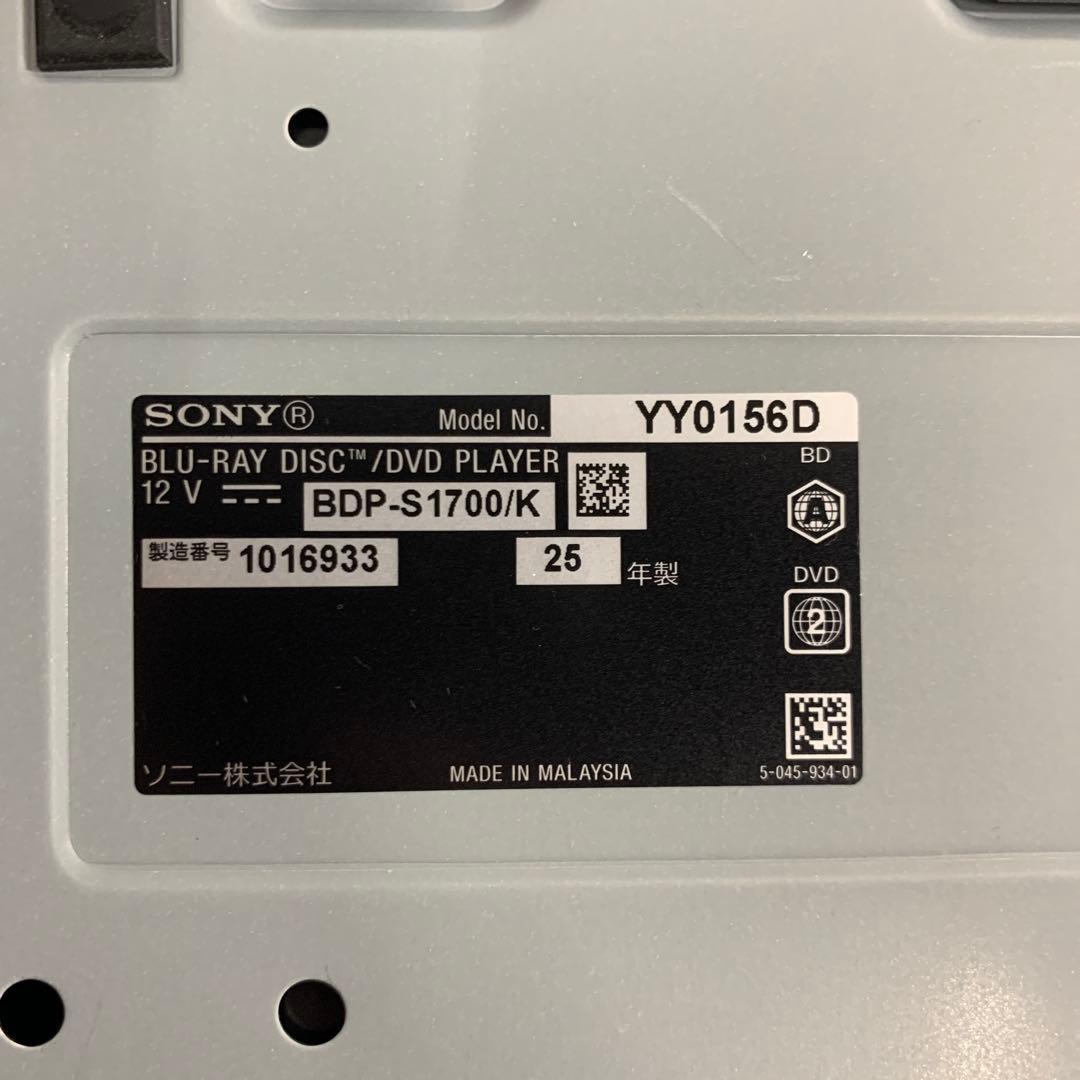 SONY® Model No. YY0156D
BLU-RAY DISC™/DVD PLAYER
12 V BDP-S1700/K
製造番号 1016933 25 年製
BD
A
DVD
2
ソニー株式会社 MADE IN MALAYSIA 5-045-934-01